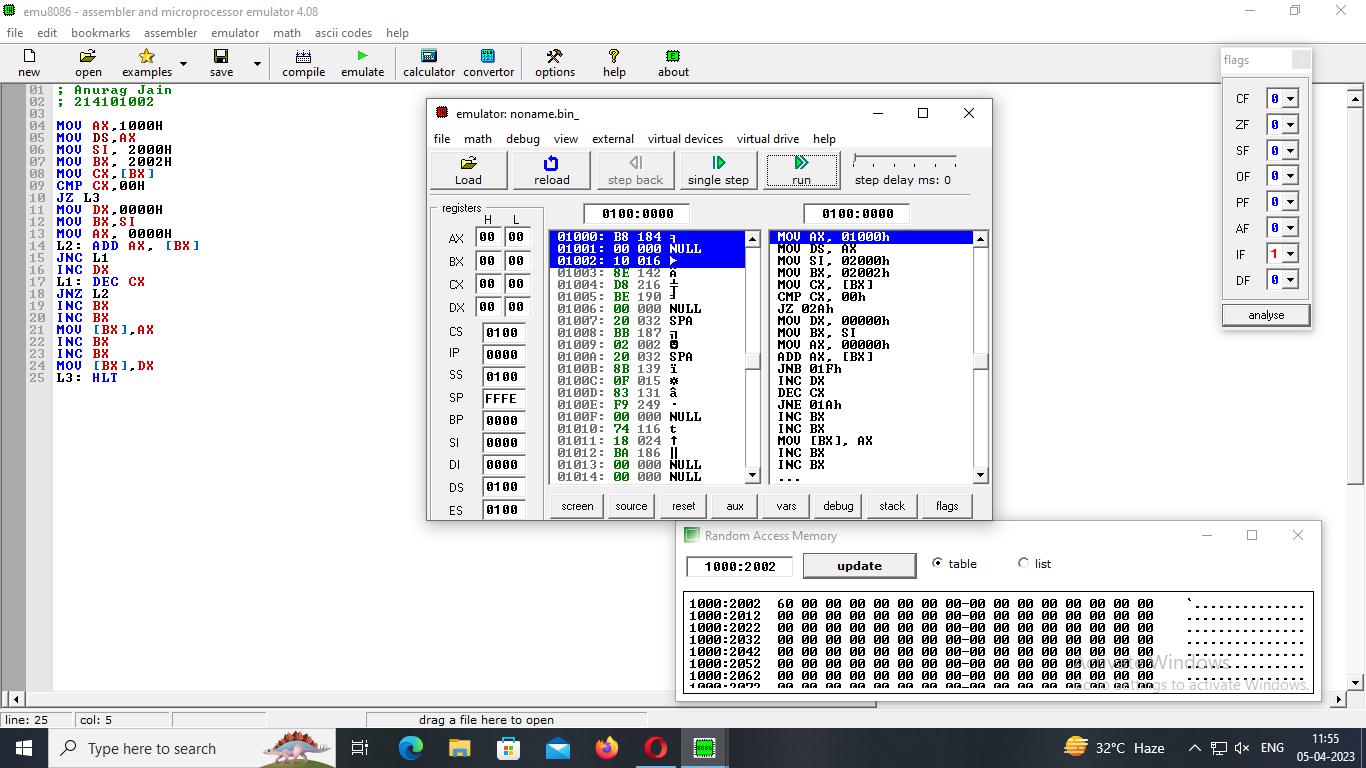 emu8086 - assembler and microprocessor emulator 4.08
file edit bookmarks assembler emulator math ascii codes help
new open examples save compile emulate calculator convertor options help about
01 ; Anurag Jain
02 ; 214101002
03
04 MOV AX,1000H
05 MOV DS,AX
06 MOV SI, 2000H
07 MOV BX, 2002H
08 MOV CX,[BX]
09 CMP CX,00H
10 JZ L3
11 MOV DX,0000H
12 MOV BX,SI
13 MOV AX, 0000H
14 L2: ADD AX, [BX]
15 JNC L1
16 INC DX
17 L1: DEC CX
18 JNZ L2
19 INC BX
20 INC BX
21 MOV [BX],AX
22 INC BX
23 INC BX
24 MOV [BX],DX
25 L3: HLT
emulator: noname.bin_
file math debug view external virtual devices virtual drive help
Load reload step back single step run step delay ms: 0
registers
H L
AX 00 00
BX 00 00
CX 00 00
DX 00 00
CS 0100
IP 0000
SS 0100
SP FFFE
BP 0000
SI 0000
DI 0000
DS 0100
ES 0100
0100:0000
01000: B8 184 ╕
01001: 00 000 NULL
01002: 10 016 ►
01003: 8E 142 Ä
01004: D8 216 ╪
01005: BE 190 ╛
01006: 00 000 NULL
01007: 20 032 SPA
01008: BB 187 ╗
01009: 02 002 ☻
0100A: 20 032 SPA
0100B: 8B 139 ï
0100C: 0F 015 ☼
0100D: 83 131 â
0100E: F9 249 ·
0100F: 00 000 NULL
01010: 74 116 t
01011: 18 024 ↑
01012: BA 186 ║
01013: 00 000 NULL
01014: 00 000 NULL
0100:0000
MOV AX, 01000h
MOV DS, AX
MOV SI, 02000h
MOV BX, 02002h
MOV CX, [BX]
CMP CX, 00h
JZ 02Ah
MOV DX, 00000h
MOV BX, SI
MOV AX, 00000h
ADD AX, [BX]
JNB 01Fh
INC DX
DEC CX
JNE 01Ah
INC BX
INC BX
MOV [BX], AX
INC BX
INC BX
...
screen source reset aux vars debug stack flags
flags
CF 0
ZF 0
SF 0
OF 0
PF 0
AF 0
IF 1
DF 0
analyse
Random Access Memory
1000:2002 update table list
1000:2002 60 00 00 00 00 00 00 00-00 00 00 00 00 00 00 00 `...............
1000:2012 00 00 00 00 00 00 00 00-00 00 00 00 00 00 00 00 ................
1000:2022 00 00 00 00 00 00 00 00-00 00 00 00 00 00 00 00 ................
1000:2032 00 00 00 00 00 00 00 00-00 00 00 00 00 00 00 00 ................
1000:2042 00 00 00 00 00 00 00 00-00 00 00 00 00 00 00 00 ................
1000:2052 00 00 00 00 00 00 00 00-00 00 00 00 00 00 00 00 ................
1000:2062 00 00 00 00 00 00 00 00-00 00 00 00 00 00 00 00 ................
1000:2072 00 00 00 00 00 00 00 00-00 00 00 00 00 00 00 00
Activate Windows
Go to Settings to activate Windows.
line: 25 col: 5 drag a file here to open
Type here to search
8086
32°C Haze ENG 11:55
05-04-2023